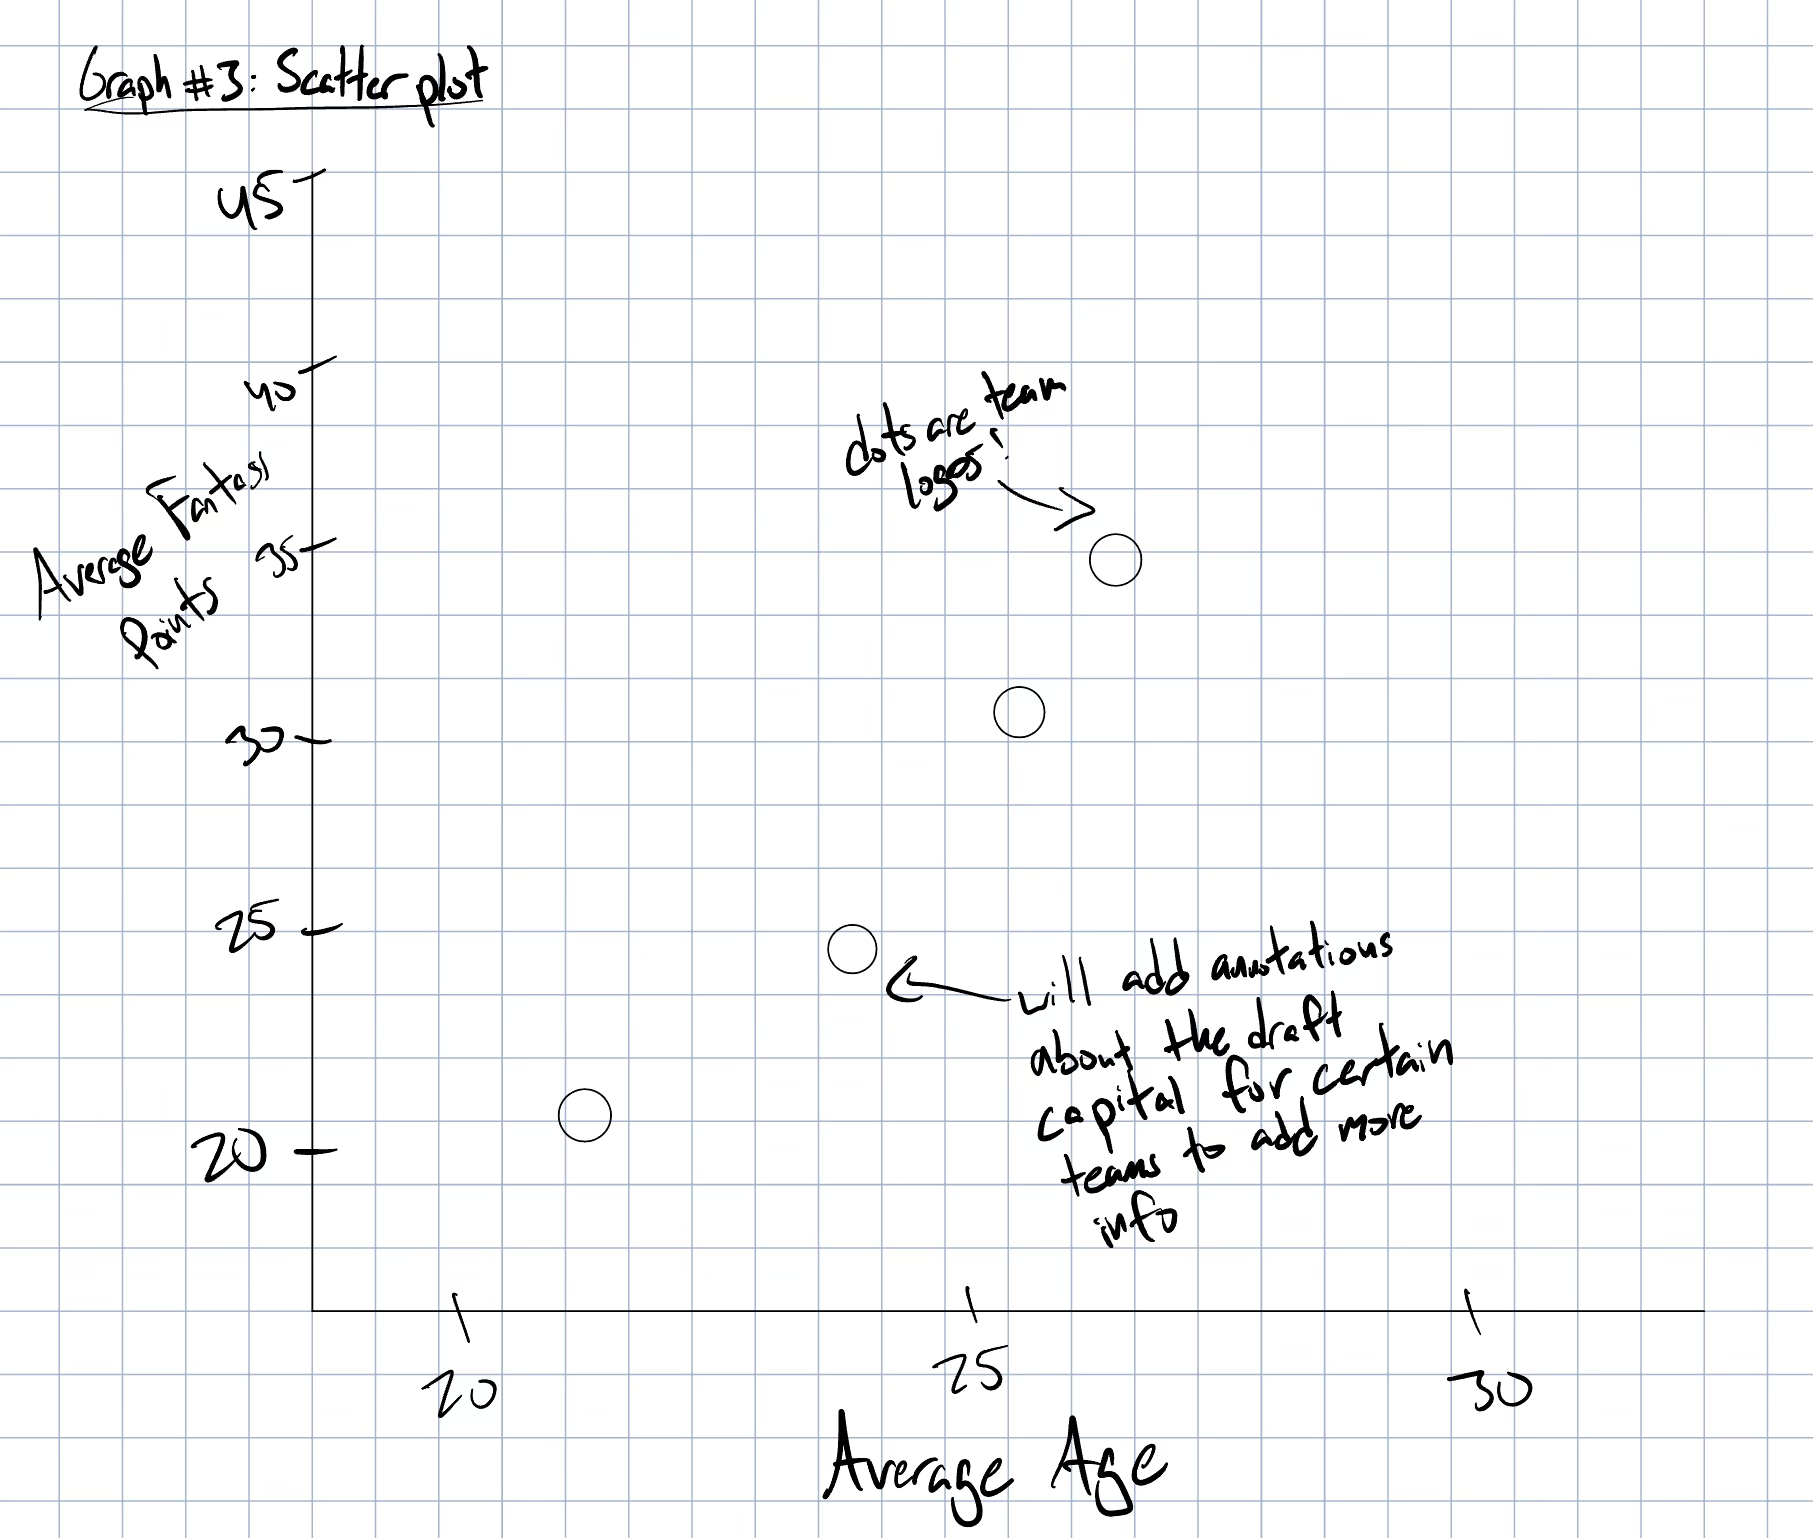 Graph #3: Scatter plot
45
40
35
30
25
20
Average Fantasy
Points
dots are team
logos!
will add annotations
about the draft
capital for certain
teams to add more
info
20
25
30
Average Age